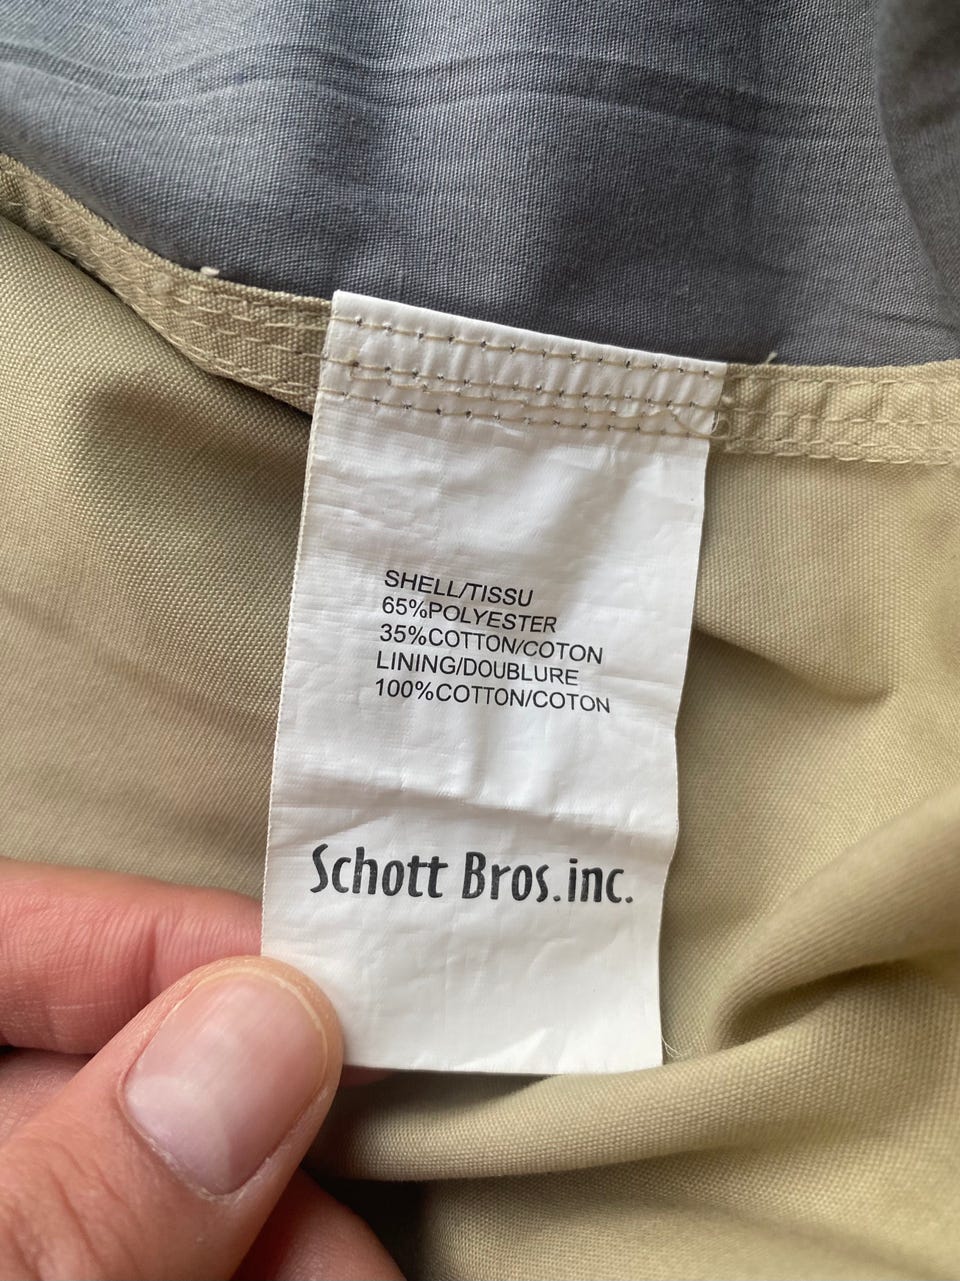 SHELL/TISSU
65%POLYESTER
35%COTTON/COTON
LINING/DOUBLURE
100%COTTON/COTON
Schott Bros.inc.